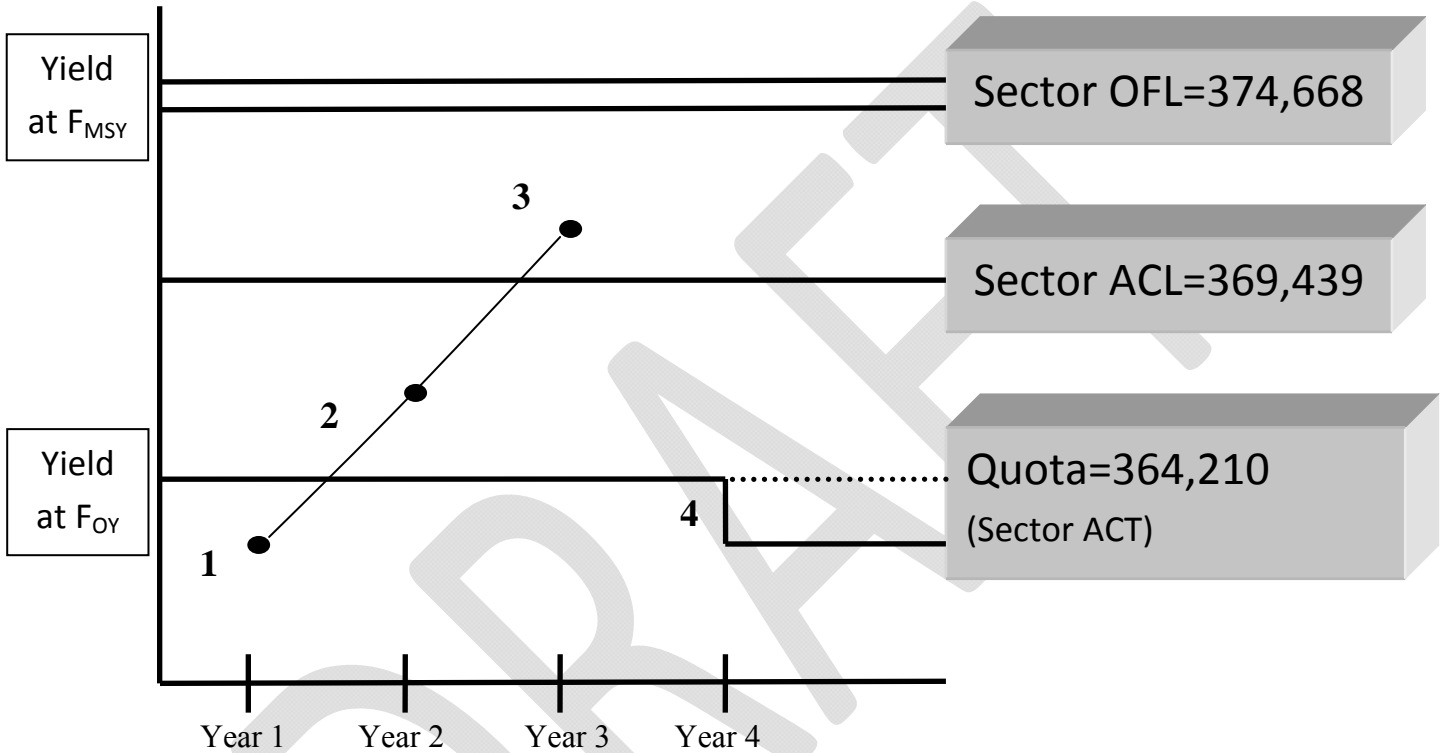 Yield
at FMSY
Sector OFL=374,668
3
Sector ACL=369,439
2
Yield
at FOY
Quota=364,210
(Sector ACT)
4
1
Year 1
Year 2
Year 3
Year 4
DRAFT